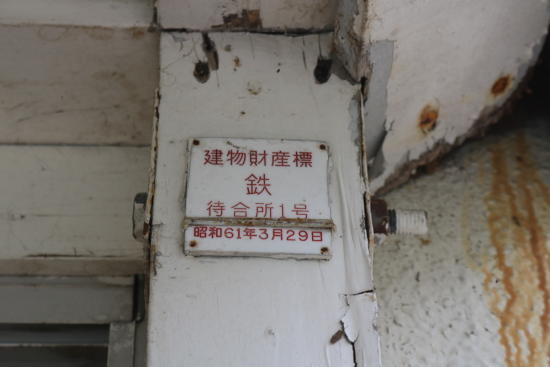 建物財産標
鉄
待合所1号
昭和61年3月29日